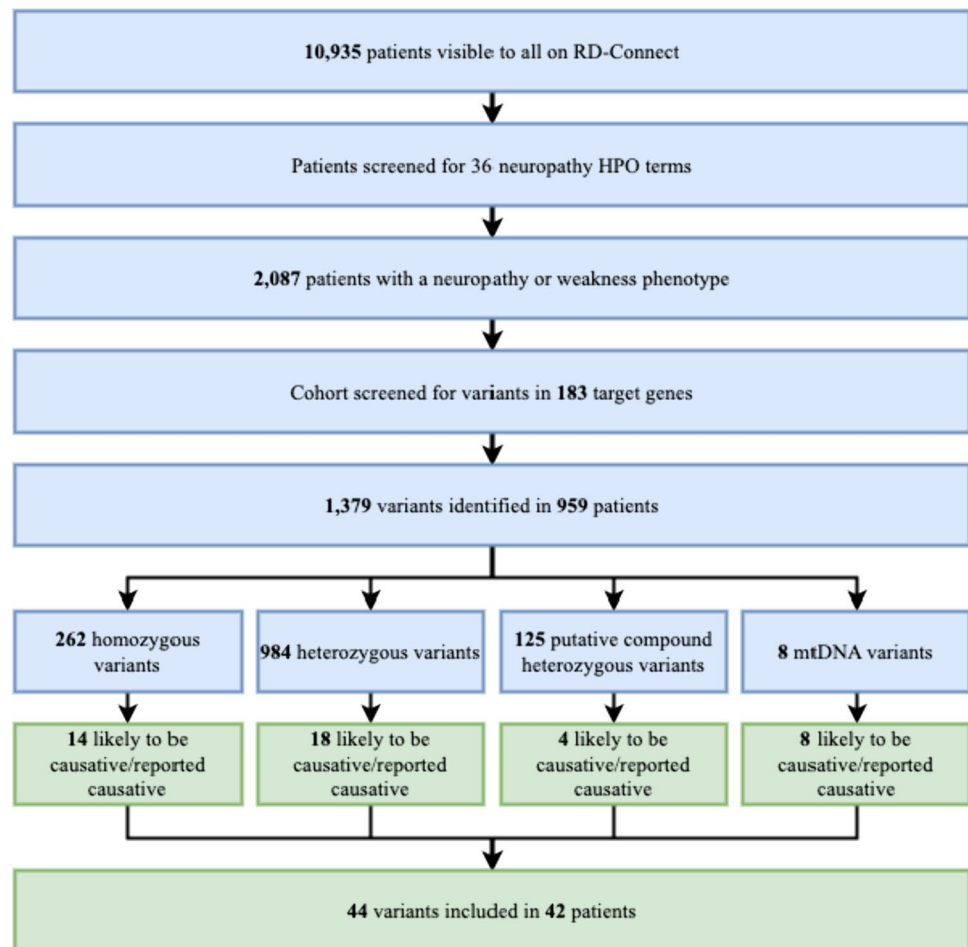 10,935 patients visible to all on RD-Connect
Patients screened for 36 neuropathy HPO terms
2,087 patients with a neuropathy or weakness phenotype
Cohort screened for variants in 183 target genes
1,379 variants identified in 959 patients
262 homozygous
variants
984 heterozygous variants
125 putative compound
heterozygous variants
8 mtDNA variants
14 likely to be
causative/reported
causative
18 likely to be
causative/reported
causative
4 likely to be
causative/reported
causative
8 likely to be
causative/reported
causative
44 variants included in 42 patients